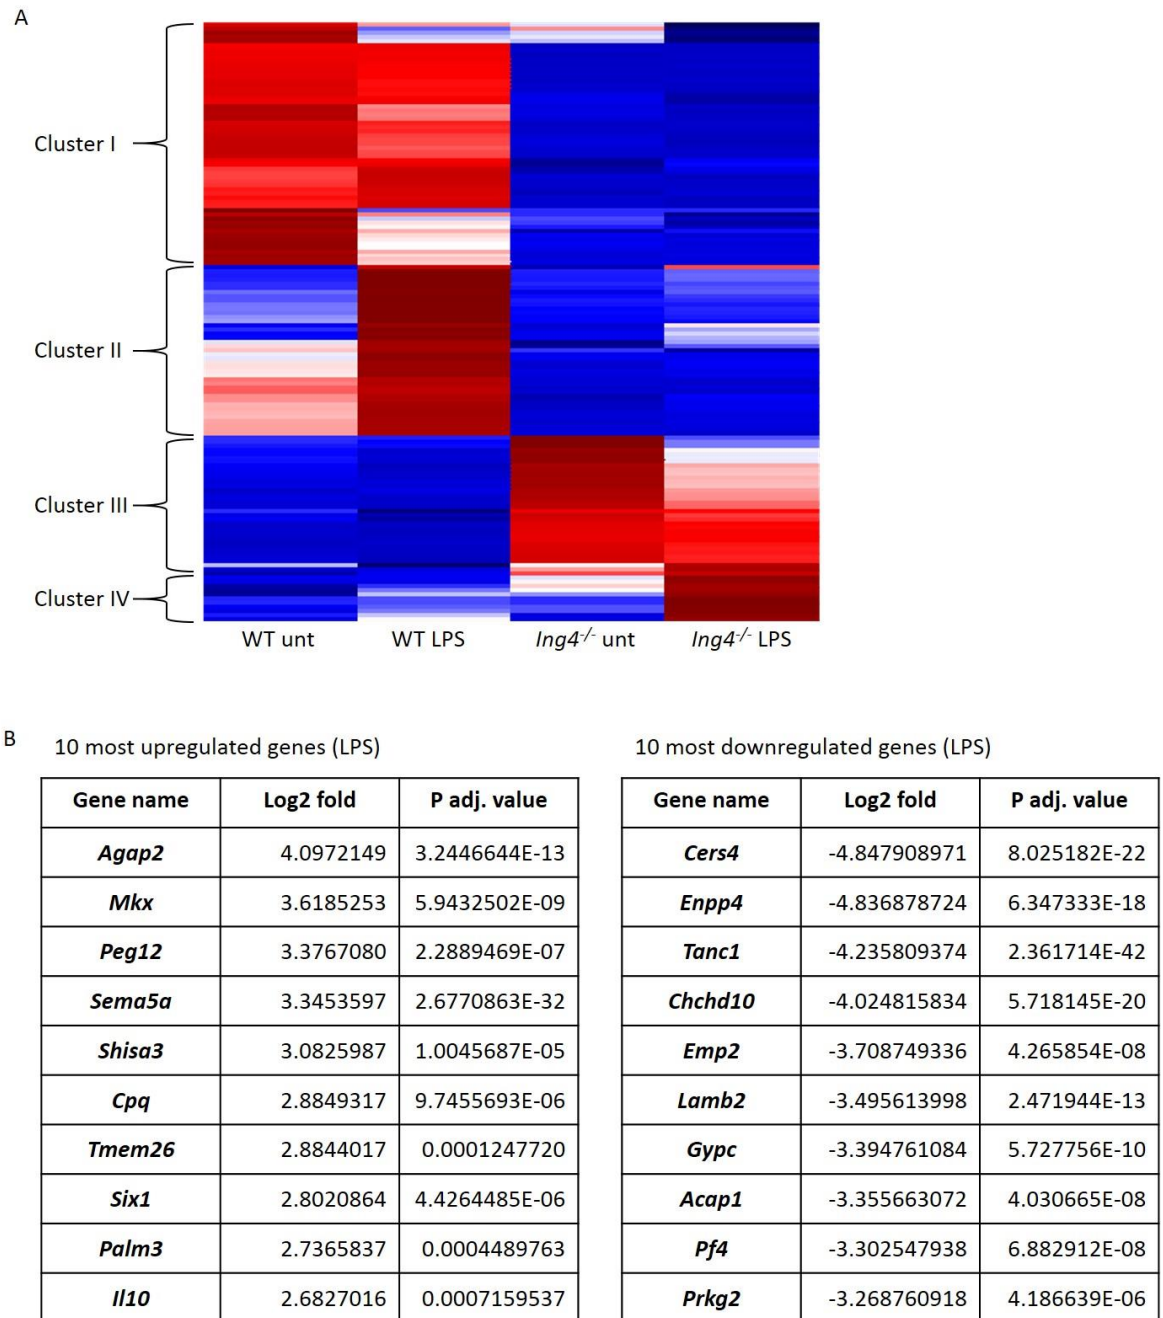 A
Cluster I
Cluster II
Cluster III
Cluster IV
WT unt WT LPS Ing4-/- unt Ing4-/- LPS
B
10 most upregulated genes (LPS)
Gene name Log2 fold P adj. value
Agap2 4.0972149 3.2446644E-13
Mkx 3.6185253 5.9432502E-09
Peg12 3.3767080 2.2889469E-07
Sema5a 3.3453597 2.6770863E-32
Shisa3 3.0825987 1.0045687E-05
Cpq 2.8849317 9.7455693E-06
Tmem26 2.8844017 0.0001247720
Six1 2.8020864 4.4264485E-06
Palm3 2.7365837 0.0004489763
Il10 2.6827016 0.0007159537
10 most downregulated genes (LPS)
Gene name Log2 fold P adj. value
Cers4 -4.847908971 8.025182E-22
Enpp4 -4.836878724 6.347333E-18
Tanc1 -4.235809374 2.361714E-42
Chchd10 -4.024815834 5.718145E-20
Emp2 -3.708749336 4.265854E-08
Lamb2 -3.495613998 2.471944E-13
Gypc -3.394761084 5.727756E-10
Acap1 -3.355663072 4.030665E-08
Pf4 -3.302547938 6.882912E-08
Prkg2 -3.268760918 4.186639E-06